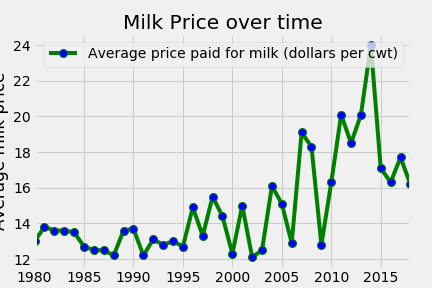 Milk Price over time
Average price paid for milk (dollars per cwt)
24
22
20
18
16
14
12
1980 1985 1990 1995 2000 2005 2010 2015
Average milk price